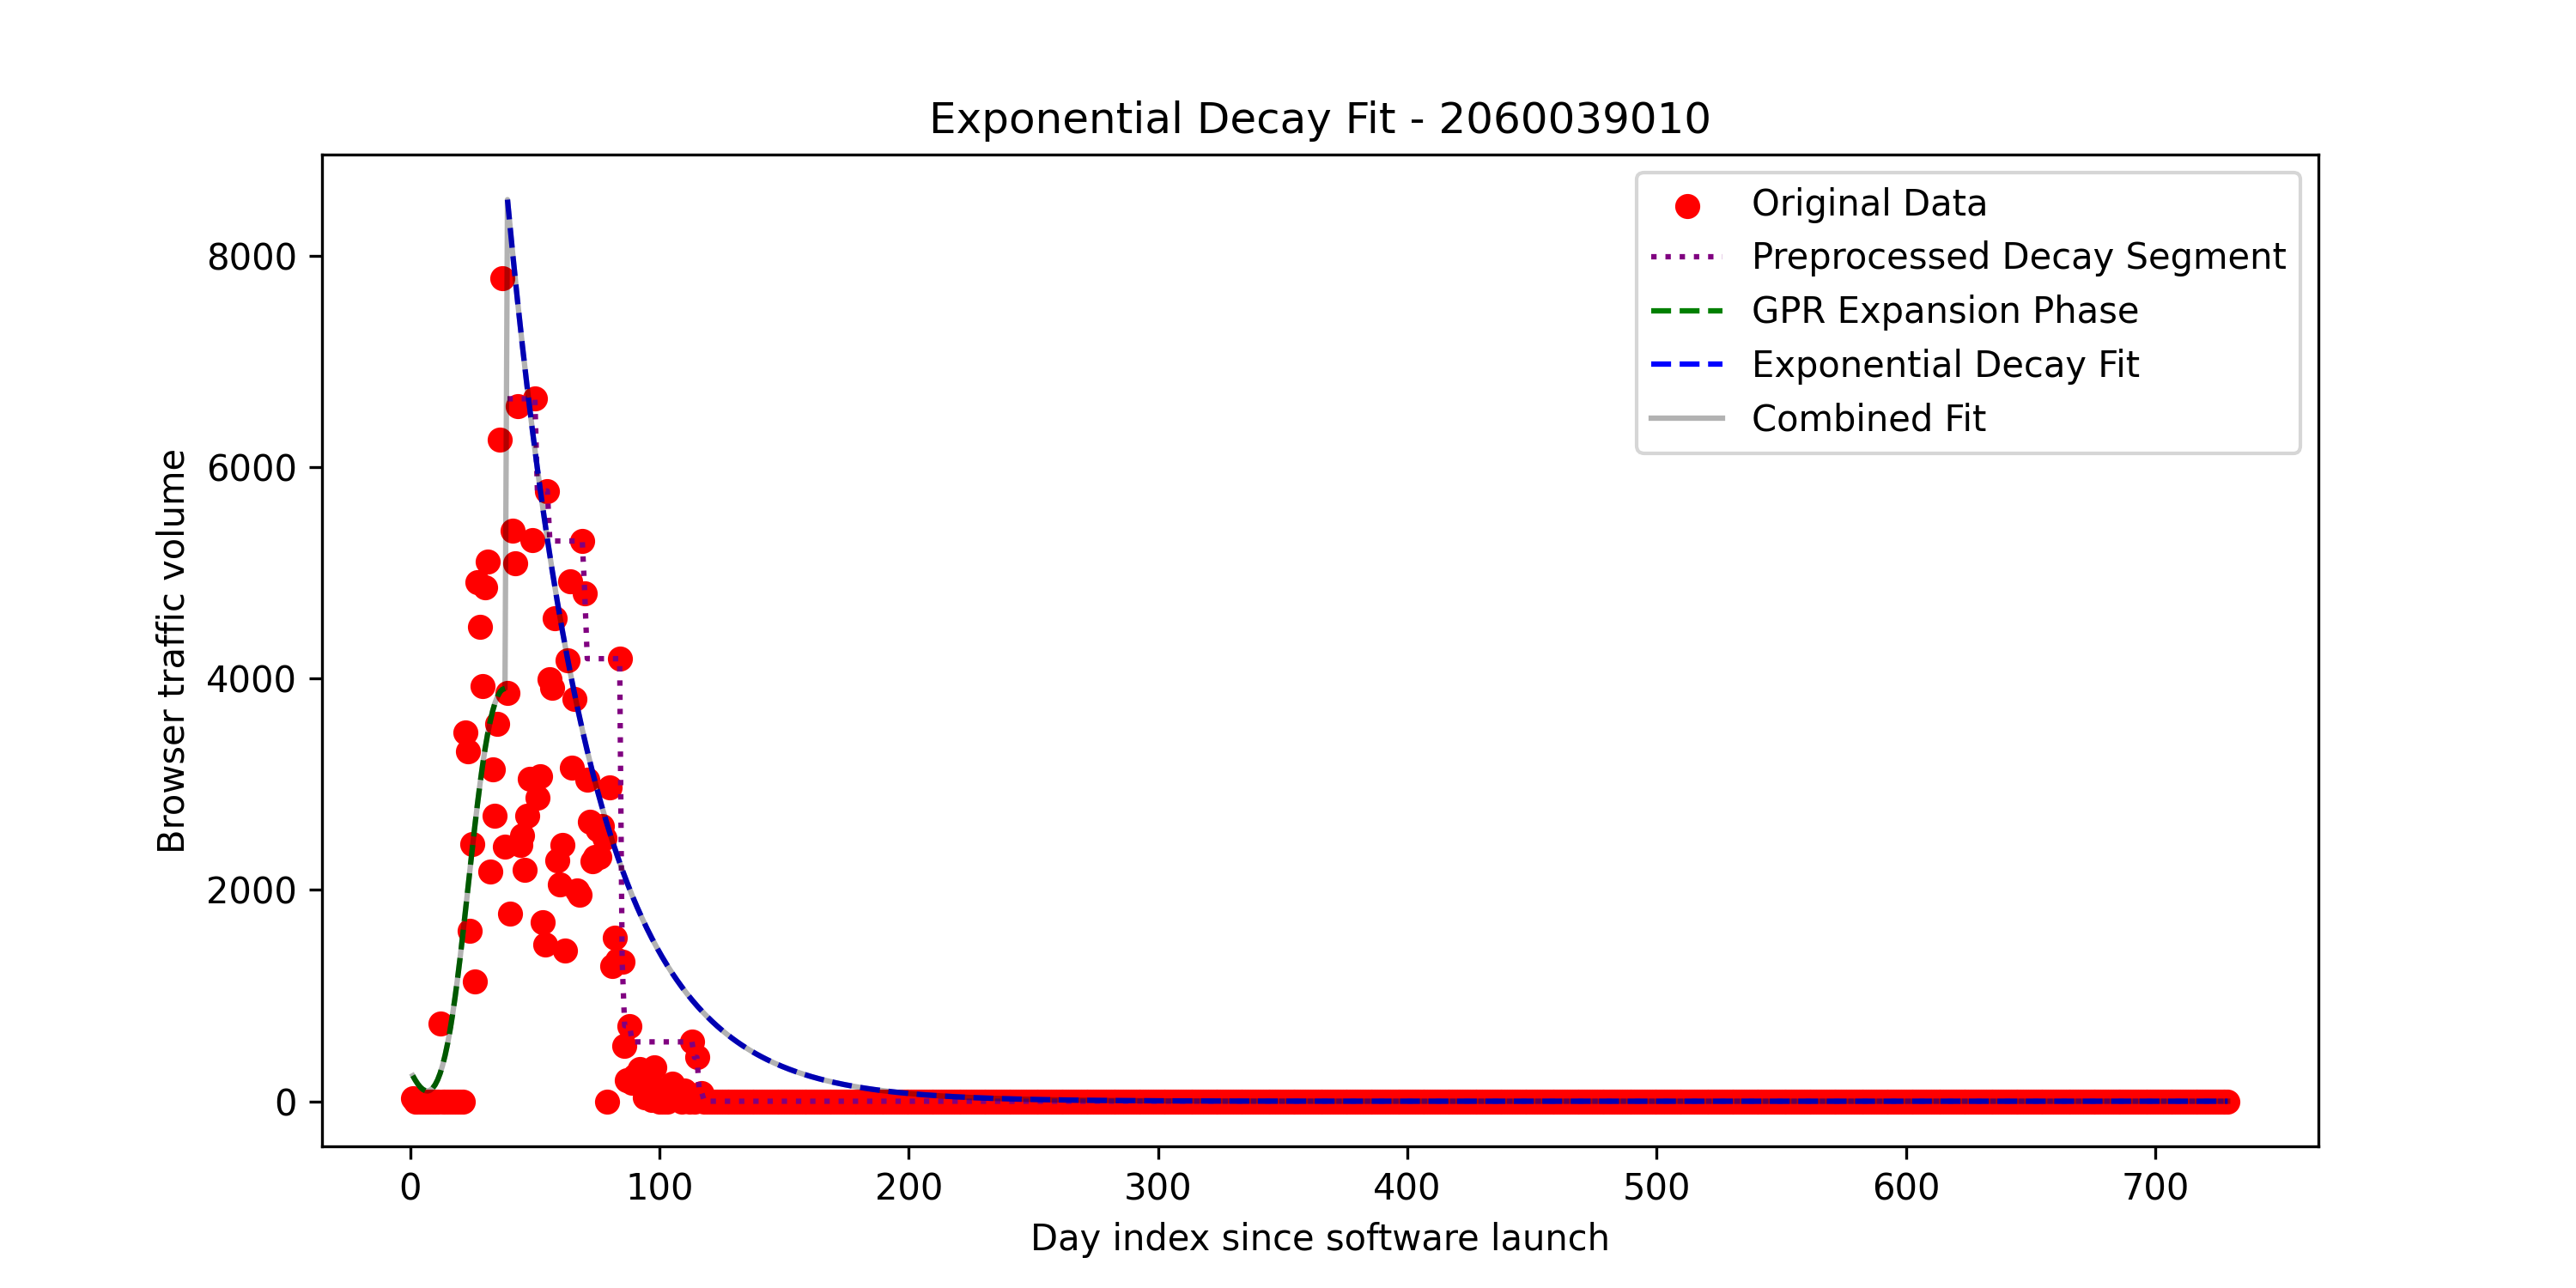 Exponential Decay Fit - 2060039010
Original Data
Preprocessed Decay Segment
GPR Expansion Phase
Exponential Decay Fit
Combined Fit
Browser traffic volume
8000
6000
4000
2000
0
0 100 200 300 400 500 600 700
Day index since software launch